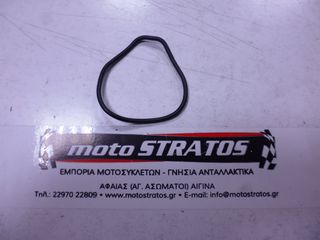 moto STRATOS
ΕΜΠΟΡΙΑ ΜΟΤΟΣΥΚΛΕΤΩΝ - ΓΝΗΣΙΑ ΑΝΤΑΛΛΑΚΤΙΚΑ
ΑΦΑΙΑΣ (ΑΓ. ΑΣΩΜΑΤΟΙ) ΑΙΓΙΝΑ
Τηλ.: 22970 22809 • www.motostratos.gr • E-mail: info@motostratos.gr